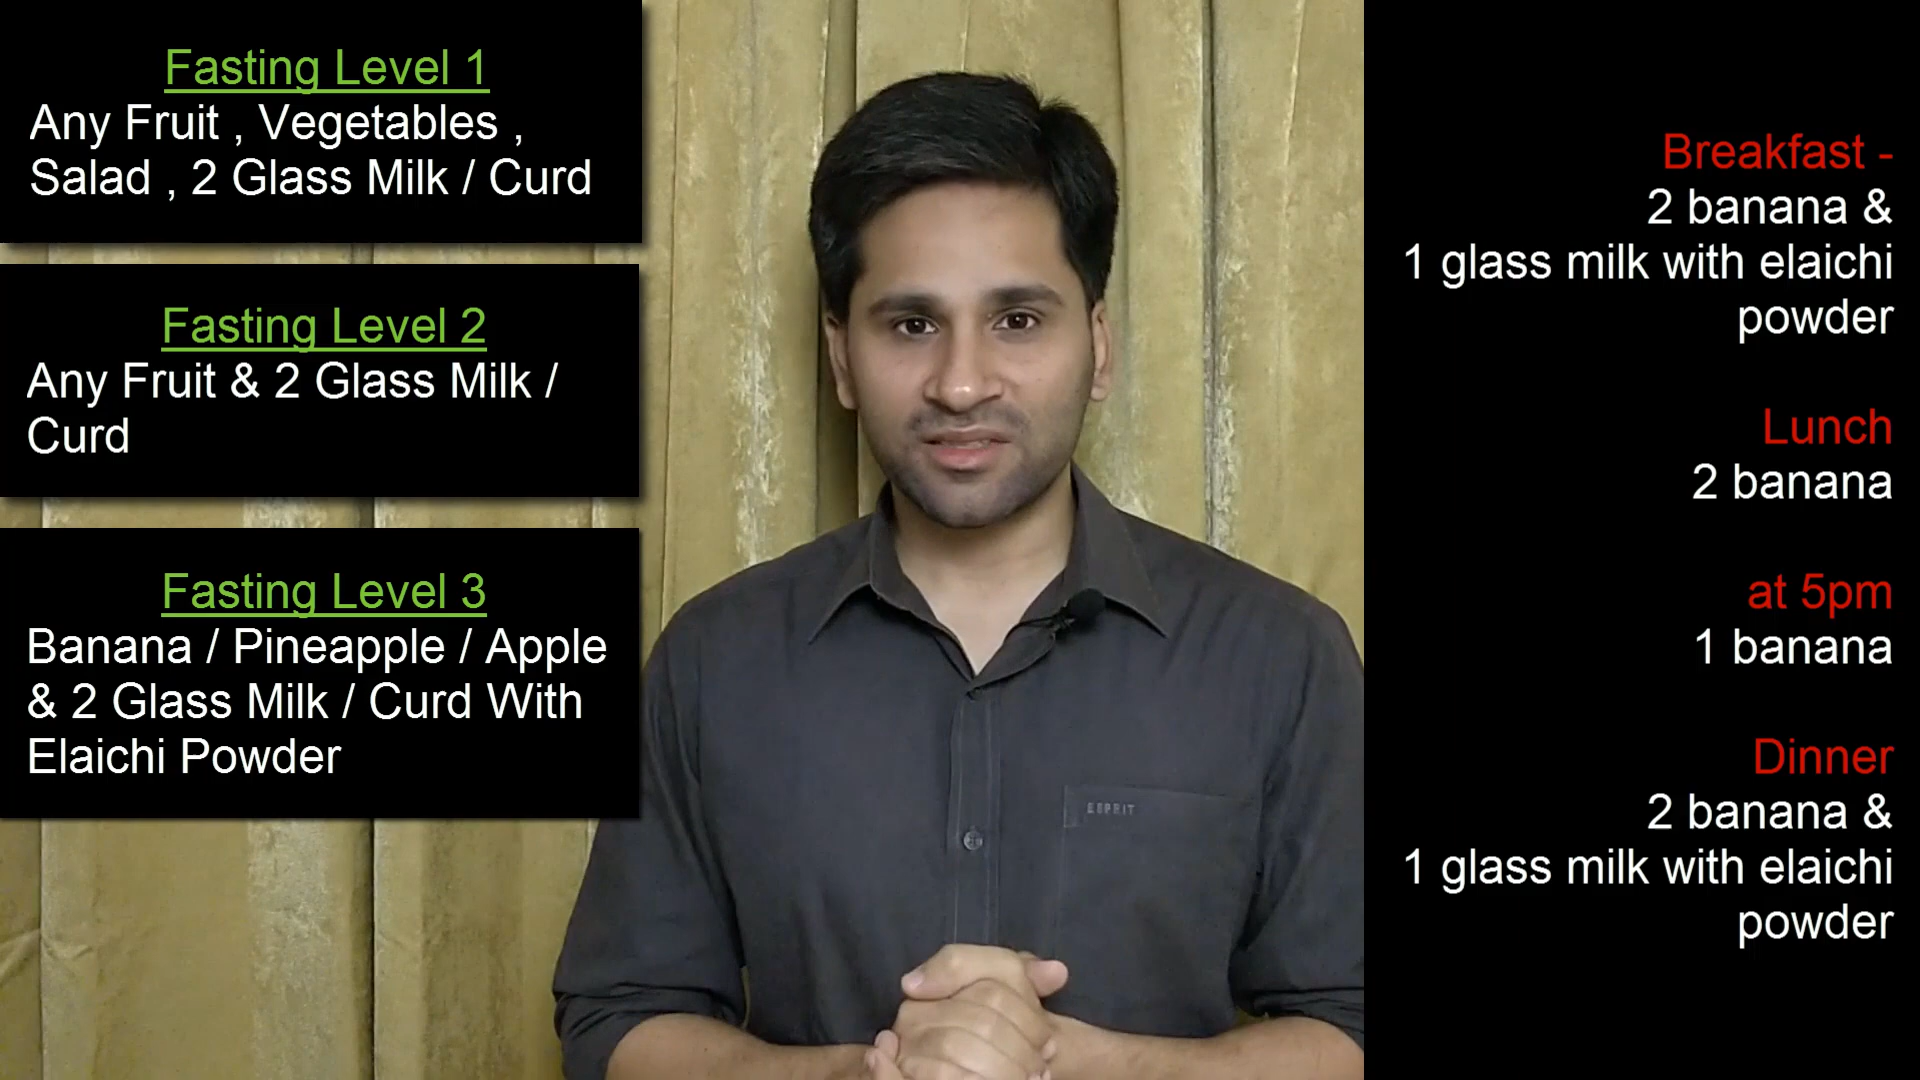 Fasting Level 1
Any Fruit , Vegetables ,
Salad , 2 Glass Milk / Curd
Fasting Level 2
Any Fruit & 2 Glass Milk /
Curd
Fasting Level 3
Banana / Pineapple / Apple
& 2 Glass Milk / Curd With
Elaichi Powder
ESPRIT
Breakfast -
2 banana &
1 glass milk with elaichi
powder
Lunch
2 banana
at 5pm
1 banana
Dinner
2 banana &
1 glass milk with elaichi
powder